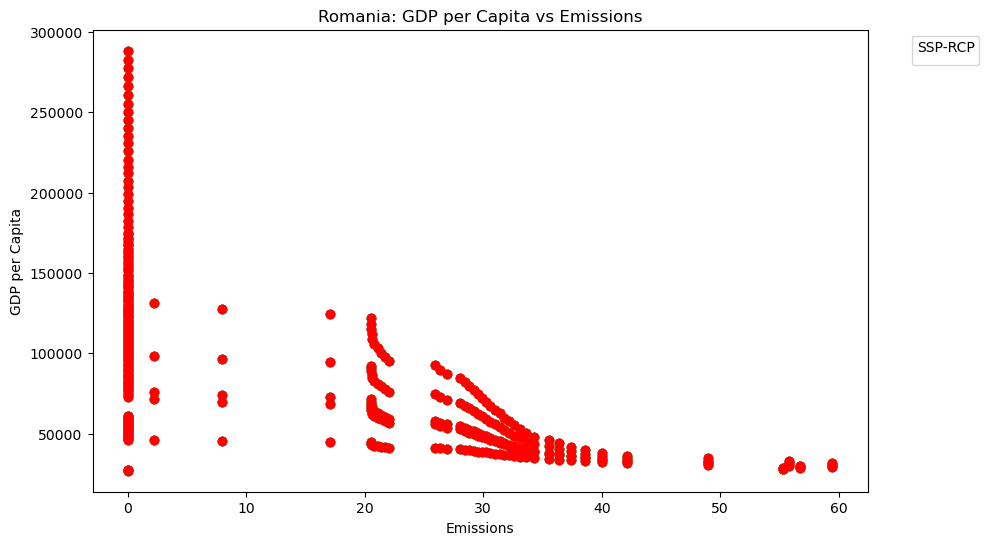 Romania: GDP per Capita vs Emissions
SSP-RCP
300000
250000
200000
150000
100000
50000
GDP per Capita
0 10 20 30 40 50 60
Emissions